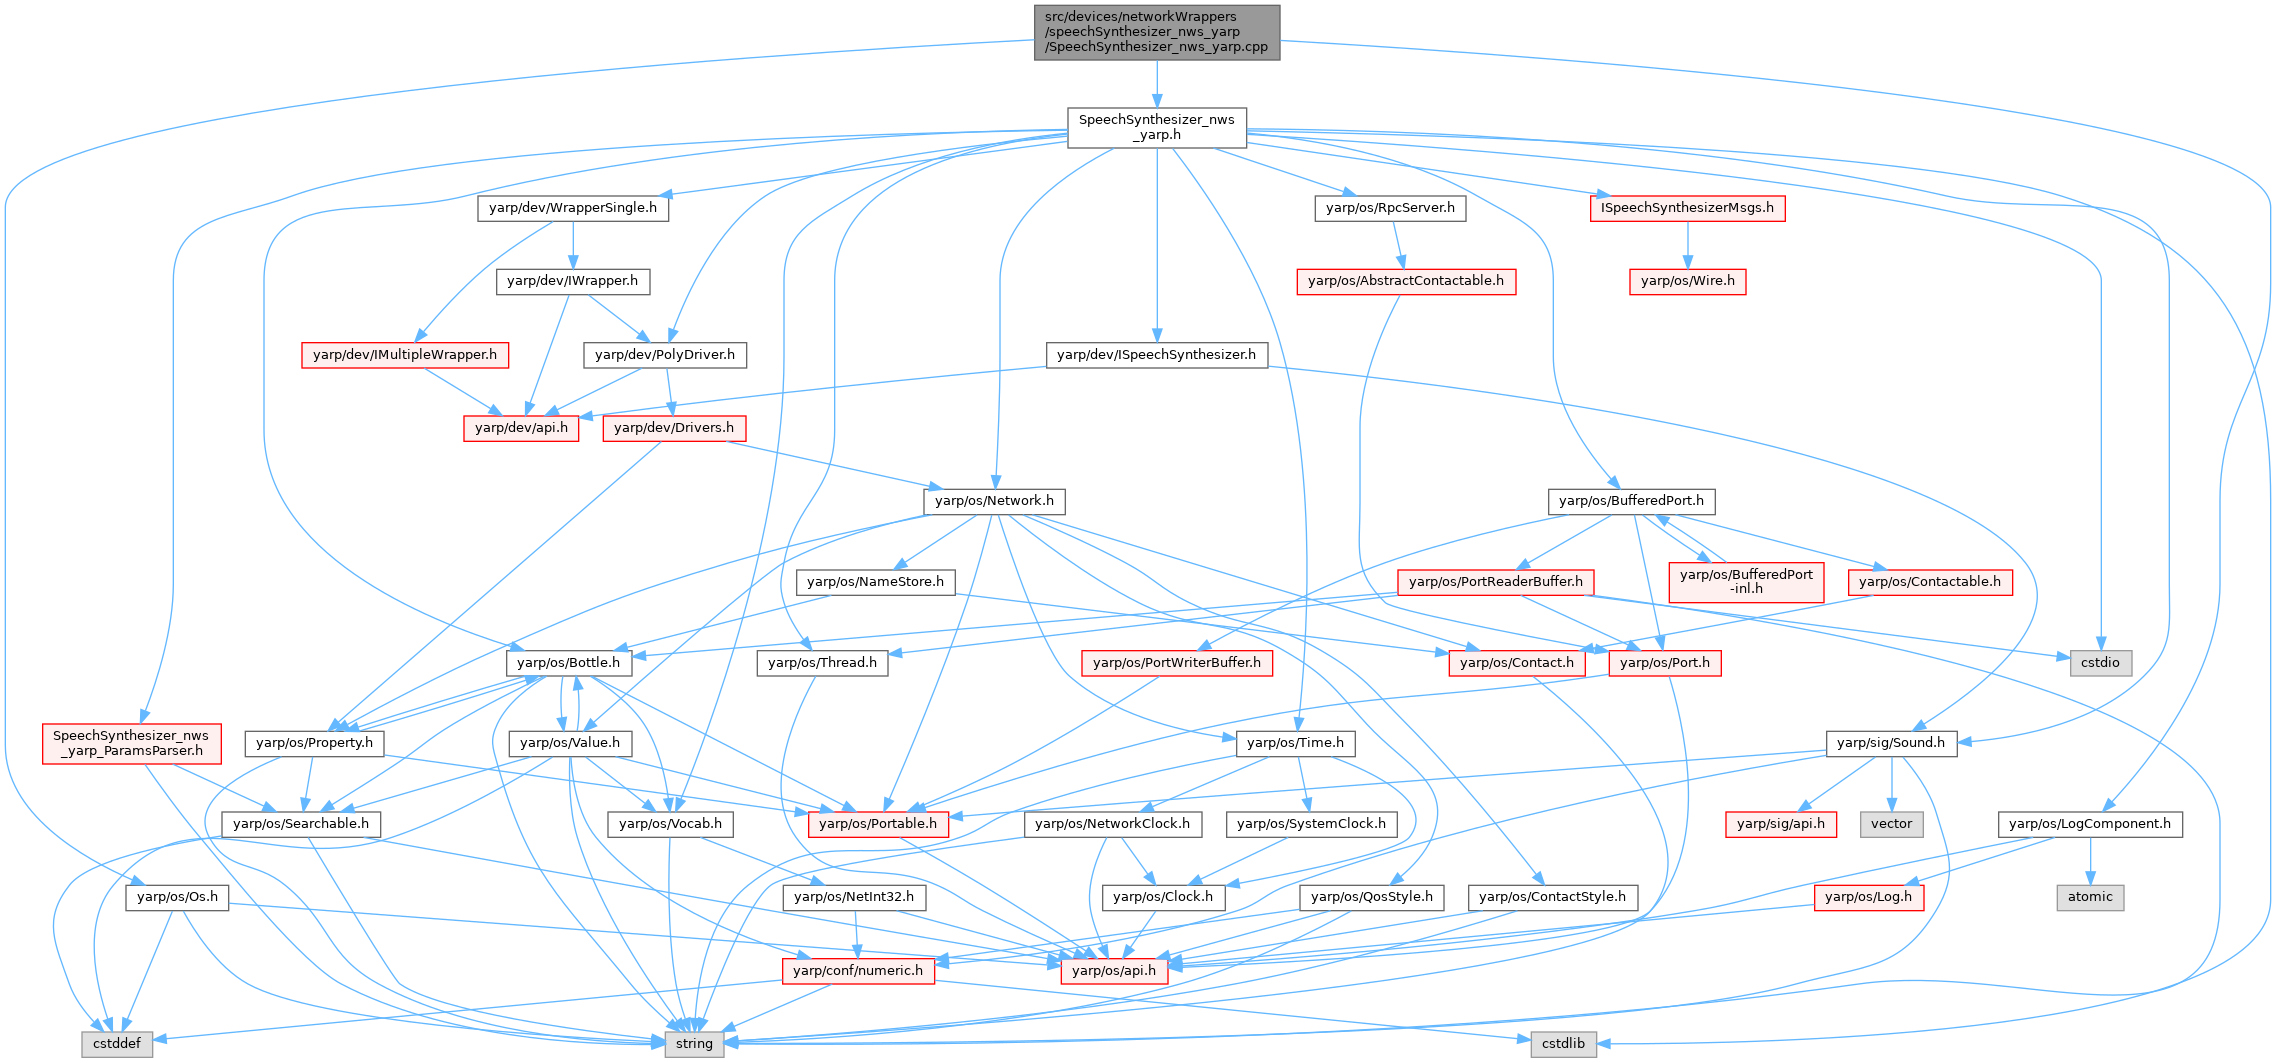 src/devices/networkWrappers
/speechSynthesizer_nws_yarp
/SpeechSynthesizer_nws_yarp.cpp
SpeechSynthesizer_nws
_yarp.h
yarp/dev/WrapperSingle.h
yarp/os/RpcServer.h
ISpeechSynthesizerMsgs.h
yarp/dev/IWrapper.h
yarp/os/AbstractContactable.h
yarp/os/Wire.h
yarp/dev/IMultipleWrapper.h
yarp/dev/PolyDriver.h
yarp/dev/ISpeechSynthesizer.h
yarp/dev/api.h
yarp/dev/Drivers.h
yarp/os/Network.h
yarp/os/BufferedPort.h
yarp/os/NameStore.h
yarp/os/PortReaderBuffer.h
yarp/os/BufferedPort
-inl.h
yarp/os/Contactable.h
yarp/os/Bottle.h
yarp/os/Thread.h
yarp/os/PortWriterBuffer.h
yarp/os/Contact.h
yarp/os/Port.h
cstdio
SpeechSynthesizer_nws
_yarp_ParamsParser.h
yarp/os/Property.h
yarp/os/Value.h
yarp/os/Time.h
yarp/sig/Sound.h
yarp/os/Searchable.h
yarp/os/Vocab.h
yarp/os/Portable.h
yarp/os/NetworkClock.h
yarp/os/SystemClock.h
yarp/sig/api.h
vector
yarp/os/LogComponent.h
yarp/os/Os.h
yarp/os/NetInt32.h
yarp/os/Clock.h
yarp/os/QosStyle.h
yarp/os/ContactStyle.h
yarp/os/Log.h
atomic
yarp/conf/numeric.h
yarp/os/api.h
cstddef
string
cstdlib